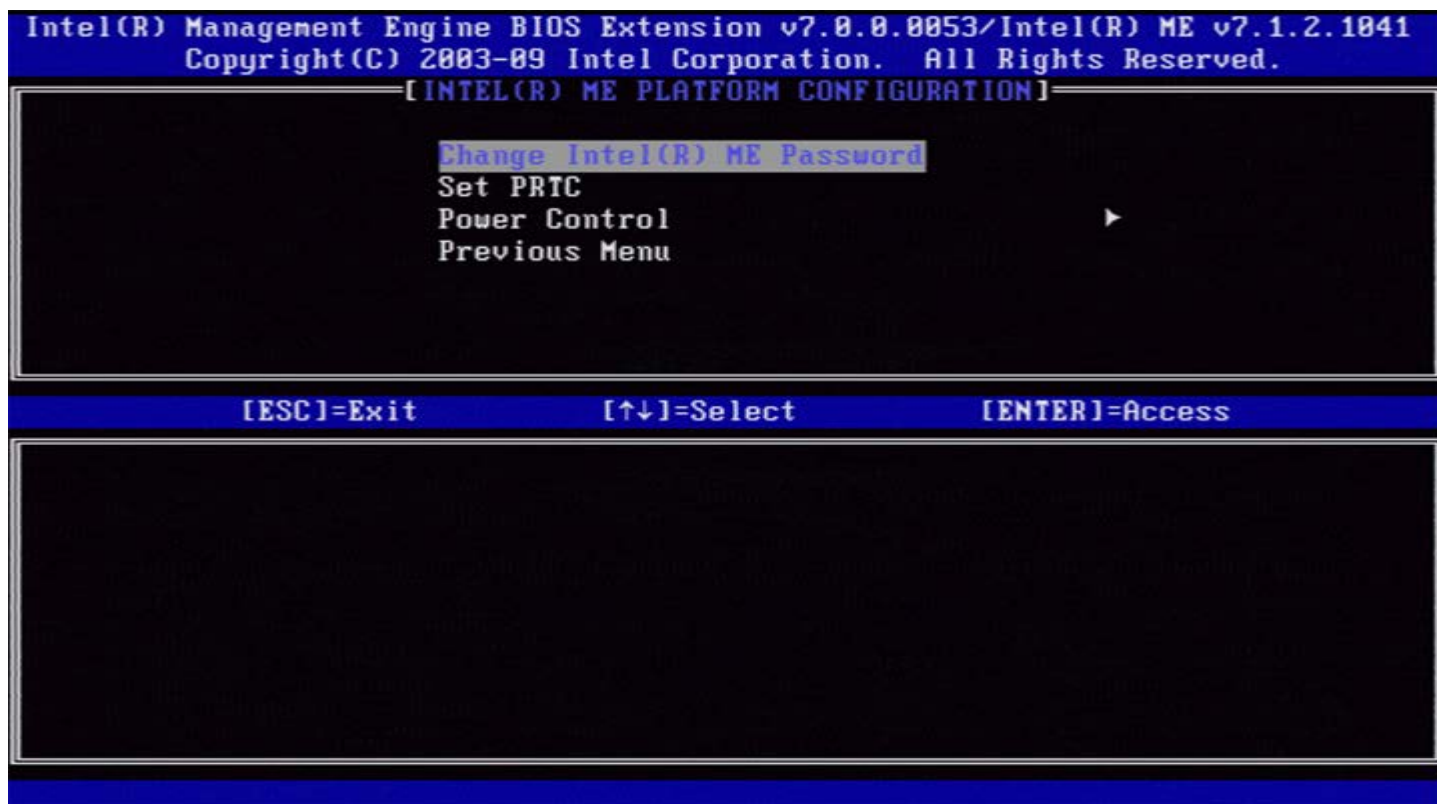 Intel(R) Management Engine BIOS Extension v7.0.0.0053/Intel(R) ME v7.1.2.1041
Copyright(C) 2003-09 Intel Corporation. All Rights Reserved.
[INTEL(R) ME PLATFORM CONFIGURATION]
Change Intel(R) ME Password
Set PRTC
Power Control ►
Previous Menu
[ESC]=Exit [↑↓]=Select [ENTER]=Access